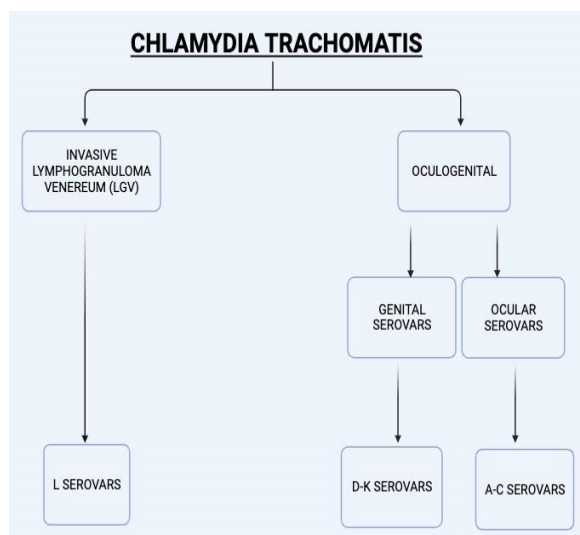 CHLAMYDIA TRACHOMATIS
INVASIVE
LYMPHOGRANULOMA
VENEREUM (LGV)
OCULOGENITAL
GENITAL
SEROVARS
OCULAR
SEROVARS
L SEROVARS
D-K SEROVARS
A-C SEROVARS